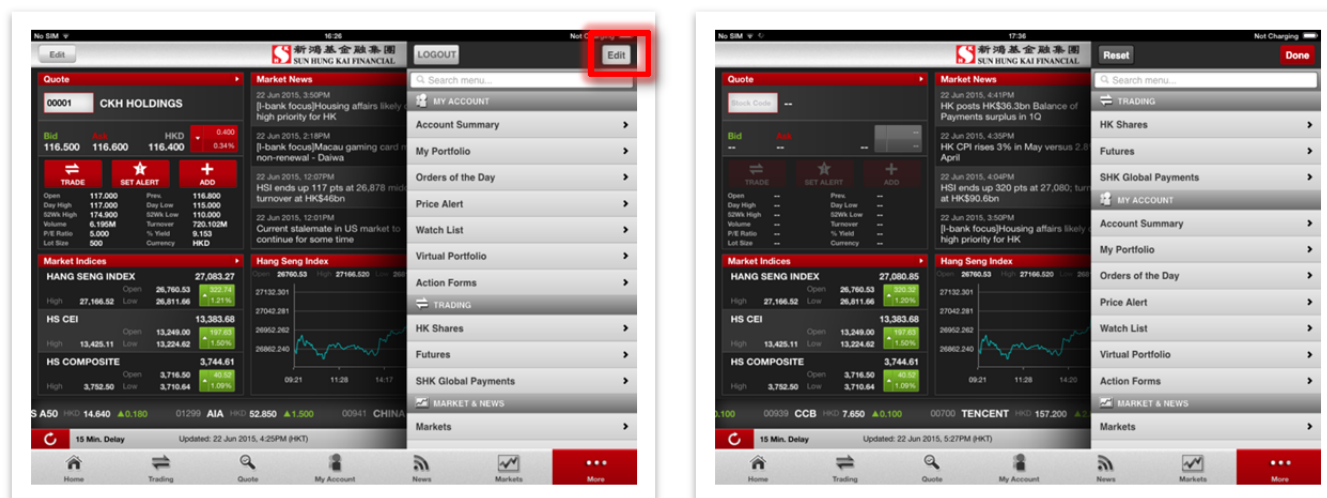 No SIM 16:26 Not Charging
Edit 新鴻基金融集團 LOGOUT Edit
SUN HUNG KAI FINANCIAL
Quote Market News Search menu...
00001 CKH HOLDINGS
22 Jun 2015, 3:50PM
[I-bank focus]Housing affairs likely
high priority for HK
Bid Ask HKD 0.400
116.500 116.600 116.400 0.34%
22 Jun 2015, 2:18PM
[I-bank focus]Macau gaming card
non-renewal - Daiwa
TRADE SET ALERT ADD
22 Jun 2015, 12:07PM
HSI ends up 117 pts at 26,878
turnover at HK$46bn
Open 117.000 Prev. 116.800
Day High 117.000 Day Low 115.000
52Wk High 174.900 52Wk Low 110.000
Volume 6.195M Turnover 720.102M
P/E Ratio 5.000 % Yield 9.153
Lot Size 500 Currency HKD
22 Jun 2015, 12:01PM
Current stalemate in US market to
continue for some time
Market Indices
HANG SENG INDEX 27,083.27
Open 26,760.53 322.74
High 27,166.52 Low 26,811.66 1.21%
HS CEI 13,383.68
Open 13,249.00 197.63
High 13,425.11 Low 13,224.62 1.50%
HS COMPOSITE 3,744.61
Open 3,716.50 40.52
High 3,752.50 Low 3,710.64 1.09%
Hang Seng Index
Open 26760.53 High 27166.520 Low
27132.301
27042.281
26952.262
26862.240
09:21 11:28 14:17
MY ACCOUNT
Account Summary
My Portfolio
Orders of the Day
Price Alert
Watch List
Virtual Portfolio
Action Forms
TRADING
HK Shares
Futures
SHK Global Payments
MARKET & NEWS
Markets
S A50 HKD 14.640 ▲0.180 01299 AIA HKD 52.850 ▲1.500 00941 CHINA
15 Min. Delay Updated: 22 Jun 2015, 4:25PM (HKT)
Home Trading Quote My Account News Markets More
No SIM 17:36 Not Charging
新鴻基金融集團 Reset Done
SUN HUNG KAI FINANCIAL
Quote Market News Search menu...
Stock Code --
22 Jun 2015, 4:41PM
HK posts HK$36.3bn Balance of
Payments surplus in 1Q
Bid Ask
-- -- -- --
--
22 Jun 2015, 4:35PM
HK CPI rises 3% in May versus
April
TRADE SET ALERT ADD
22 Jun 2015, 4:04PM
HSI ends up 320 pts at 27,080;
at HK$90.6bn
Open -- Prev. --
Day High -- Day Low --
52Wk High -- 52Wk Low --
Volume -- Turnover --
P/E Ratio -- % Yield --
Lot Size -- Currency --
22 Jun 2015, 3:50PM
[I-bank focus]Housing affairs likely
high priority for HK
Market Indices
HANG SENG INDEX 27,080.85
Open 26,760.53 320.32
High 27,166.52 Low 26,811.66 1.20%
HS CEI 13,383.68
Open 13,249.00 197.63
High 13,425.11 Low 13,224.62 1.50%
HS COMPOSITE 3,744.61
Open 3,716.50 40.52
High 3,752.50 Low 3,710.64 1.09%
Hang Seng Index
Open 26760.53 High 27166.520 Low
27132.301
27042.281
26952.262
26862.240
09:21 11:28 14:20
TRADING
HK Shares
Futures
SHK Global Payments
MY ACCOUNT
Account Summary
My Portfolio
Orders of the Day
Price Alert
Watch List
Virtual Portfolio
Action Forms
MARKET & NEWS
Markets
0.100 00939 CCB HKD 7.650 ▲0.100 00700 TENCENT HKD 157.200
15 Min. Delay Updated: 22 Jun 2015, 5:27PM (HKT)
Home Trading Quote My Account News Markets More